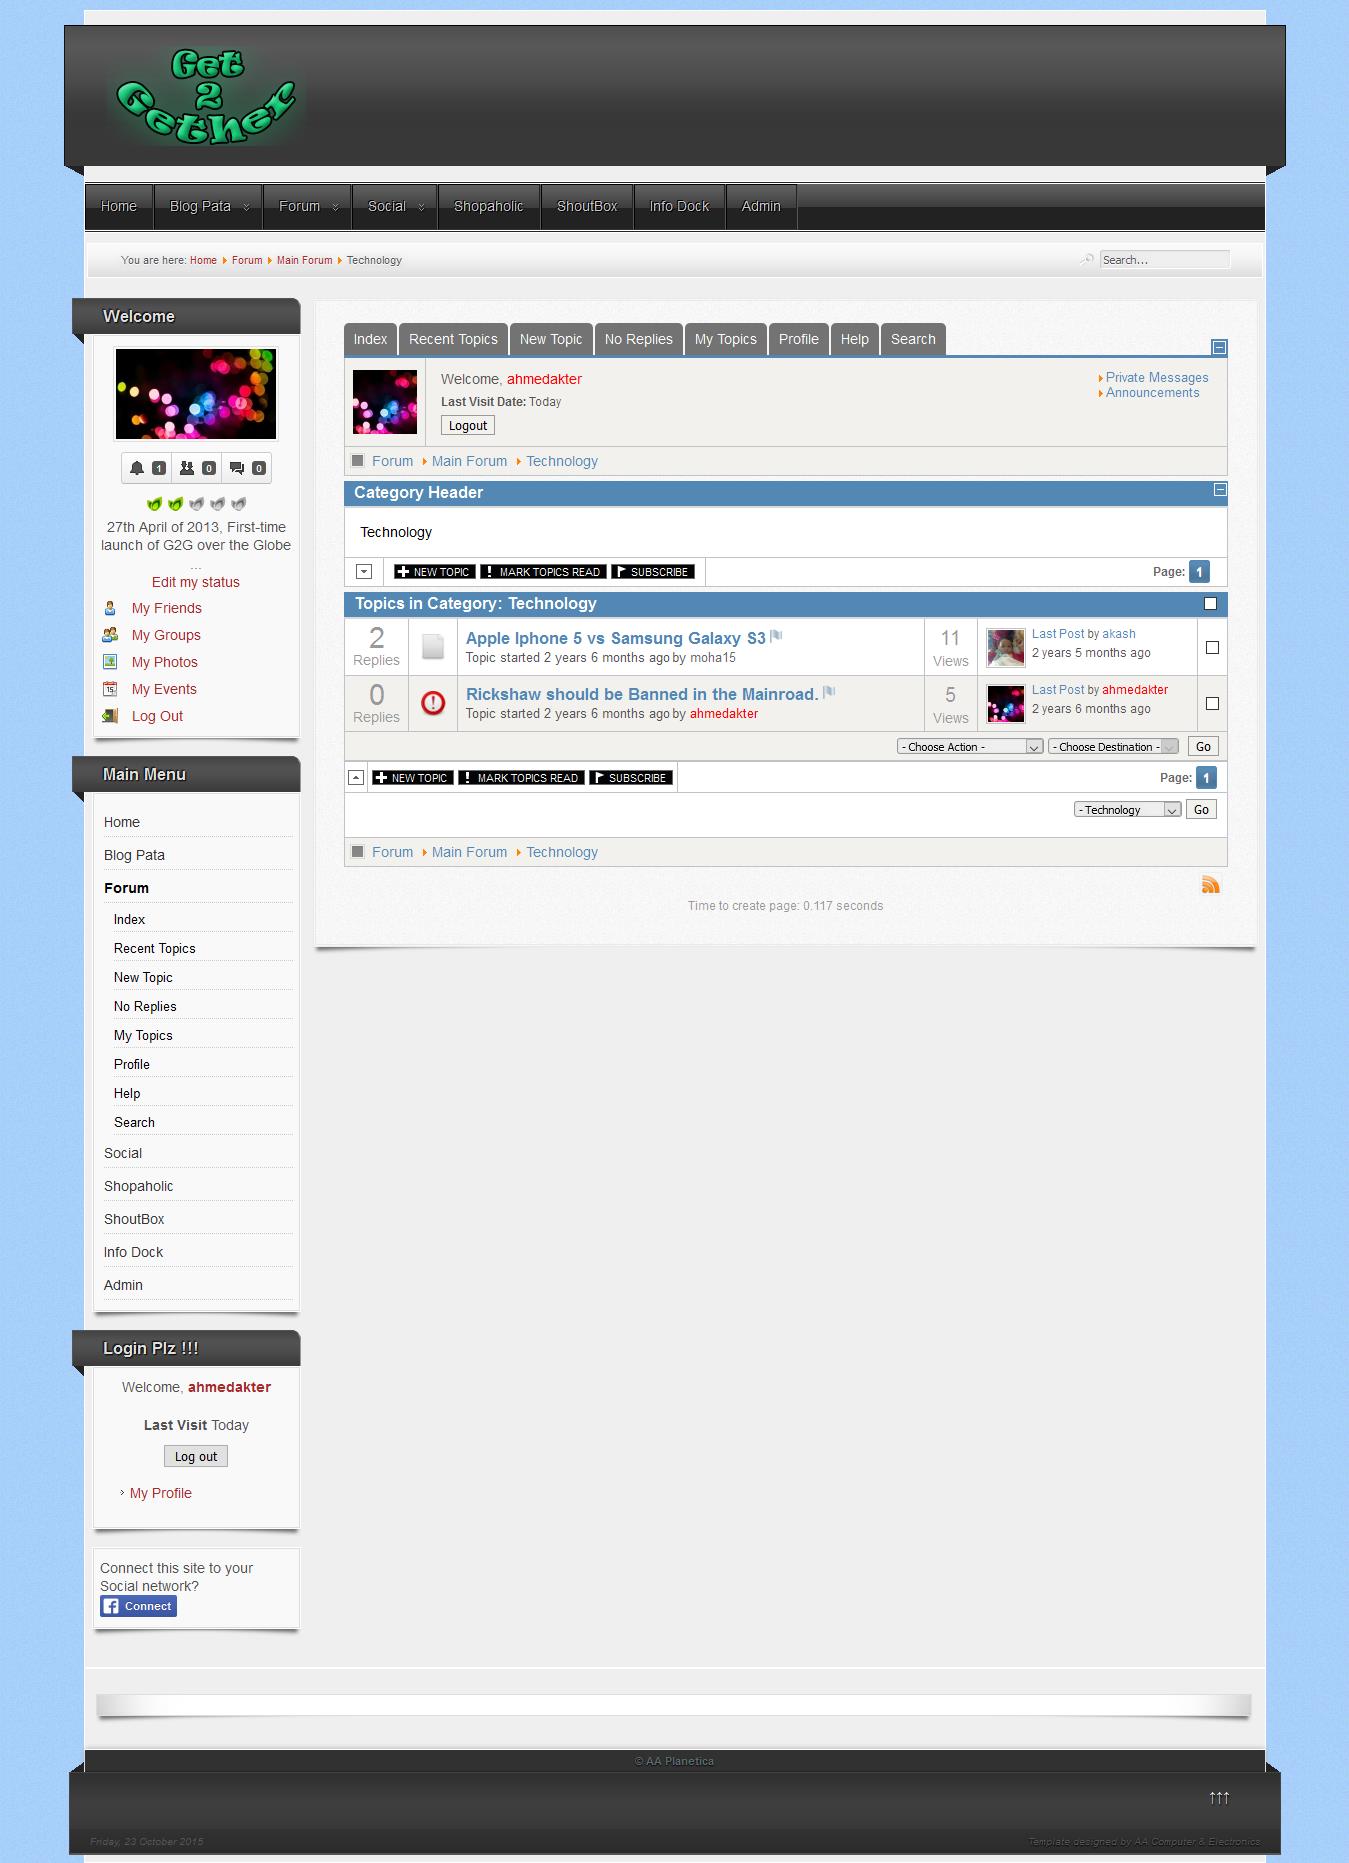 Get
2
Gether
Home Blog Pata Forum Social Shopaholic ShoutBox Info Dock Admin
You are here: Home Forum Main Forum Technology
Search...
Welcome
1 0 0
27th April of 2013, First-time
launch of G2G over the Globe
...
Edit my status
My Friends
My Groups
My Photos
My Events
Log Out
Main Menu
Home
Blog Pata
Forum
Index
Recent Topics
New Topic
No Replies
My Topics
Profile
Help
Search
Social
Shopaholic
ShoutBox
Info Dock
Admin
Login Plz !!!
Welcome, ahmedakter
Last Visit Today
Log out
My Profile
Connect this site to your
Social network?
Connect
Index Recent Topics New Topic No Replies My Topics Profile Help Search
Welcome, ahmedakter
Last Visit Date: Today
Logout
Private Messages
Announcements
Forum Main Forum Technology
Category Header
Technology
NEW TOPIC MARK TOPICS READ SUBSCRIBE Page: 1
Topics in Category: Technology
2
Replies
Apple Iphone 5 vs Samsung Galaxy S3
Topic started 2 years 6 months ago by moha15
11
Views
Last Post by akash
2 years 5 months ago
0
Replies
Rickshaw should be Banned in the Mainroad.
Topic started 2 years 6 months ago by ahmedakter
5
Views
Last Post by ahmedakter
2 years 6 months ago
- Choose Action - - Choose Destination - Go
NEW TOPIC MARK TOPICS READ SUBSCRIBE Page: 1
- Technology Go
Forum Main Forum Technology
Time to create page: 0.117 seconds
© AA Planetica
↑↑↑
Friday, 23 October 2015
Template designed by AA Computer & Electronics